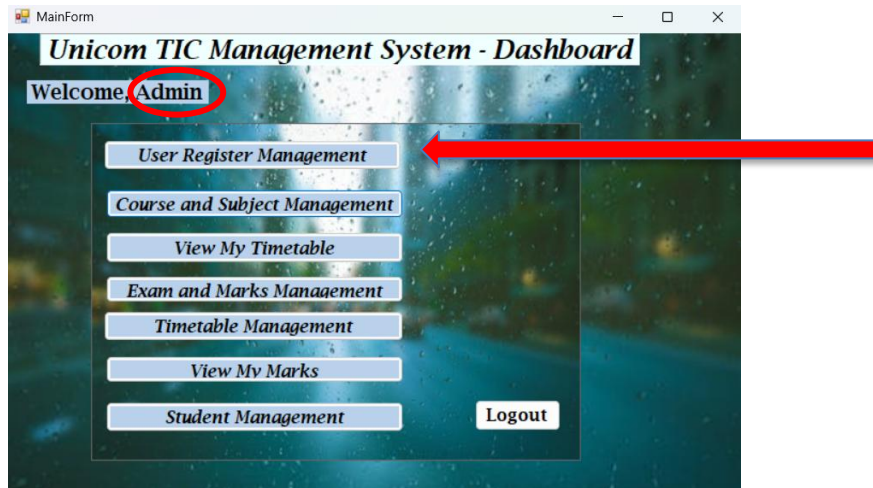 MainForm
Unicom TIC Management System - Dashboard
Welcome, Admin
User Register Management
Course and Subject Management
View My Timetable
Exam and Marks Management
Timetable Management
View My Marks
Student Management
Logout